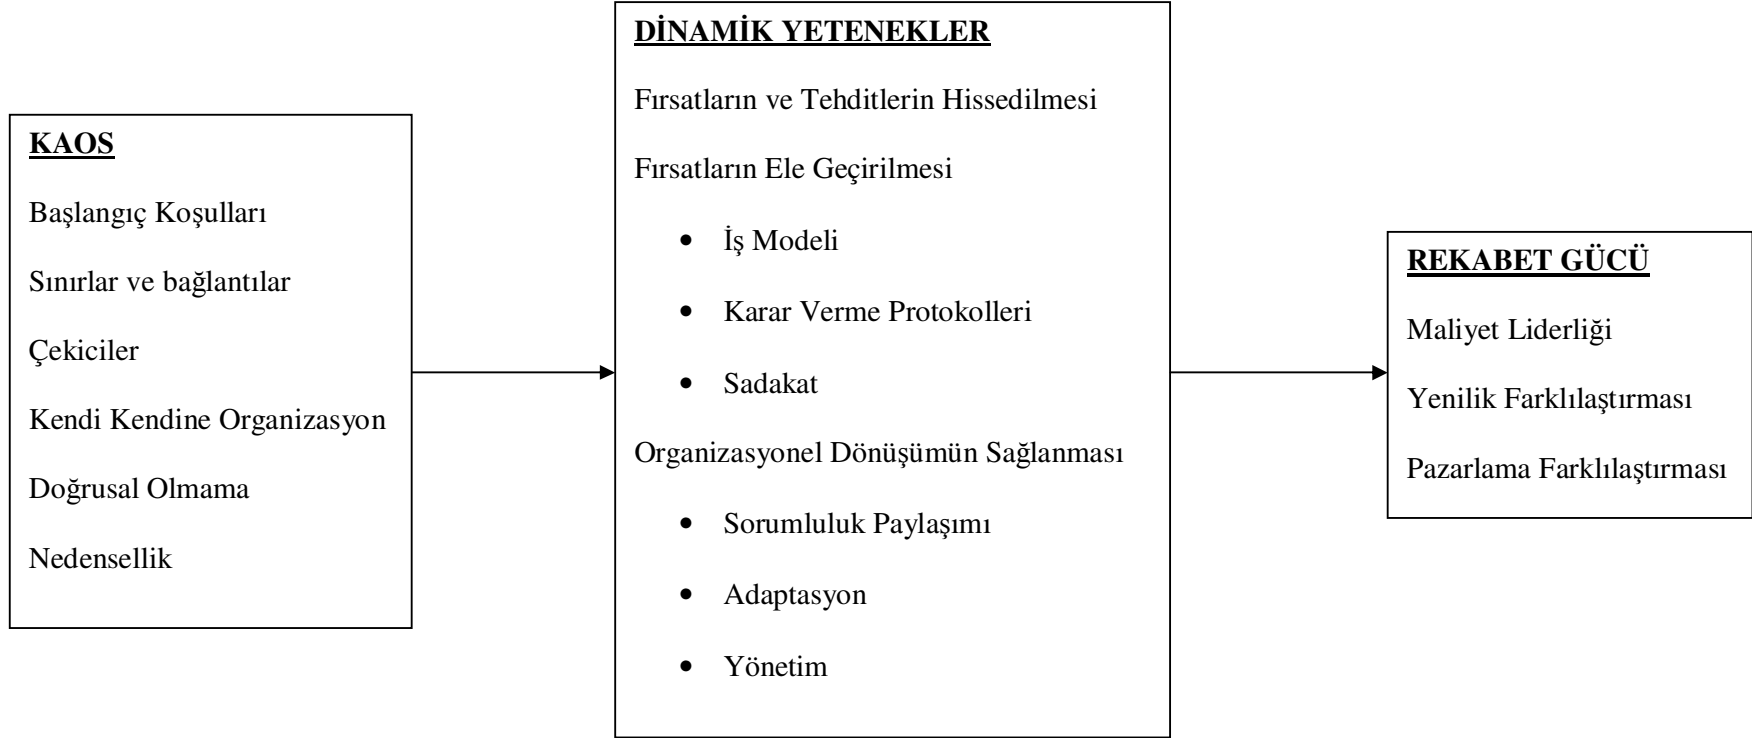 KAOS
Başlangıç Koşulları
Sınırlar ve bağlantılar
Çekiciler
Kendi Kendine Organizasyon
Doğrusal Olmama
Nedensellik
DİNAMİK YETENEKLER
Fırsatların ve Tehditlerin Hissedilmesi
Fırsatların Ele Geçirilmesi
• İş Modeli
• Karar Verme Protokolleri
• Sadakat
Organizasyonel Dönüşümün Sağlanması
• Sorumluluk Paylaşımı
• Adaptasyon
• Yönetim
REKABET GÜCÜ
Maliyet Liderliği
Yenilik Farklılaştırması
Pazarlama Farklılaştırması